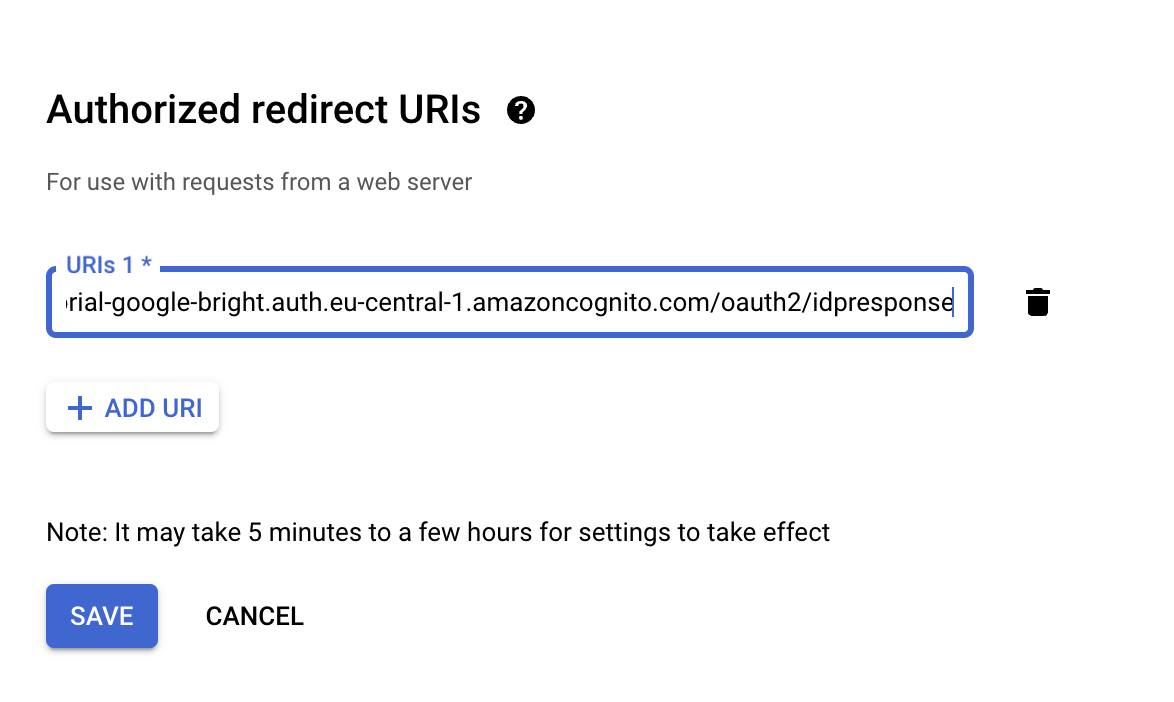 Authorized redirect URIs ?
For use with requests from a web server
URIs 1 *
rial-google-bright.auth.eu-central-1.amazoncognito.com/oauth2/idpresponse
+ ADD URI
Note: It may take 5 minutes to a few hours for settings to take effect
SAVE CANCEL